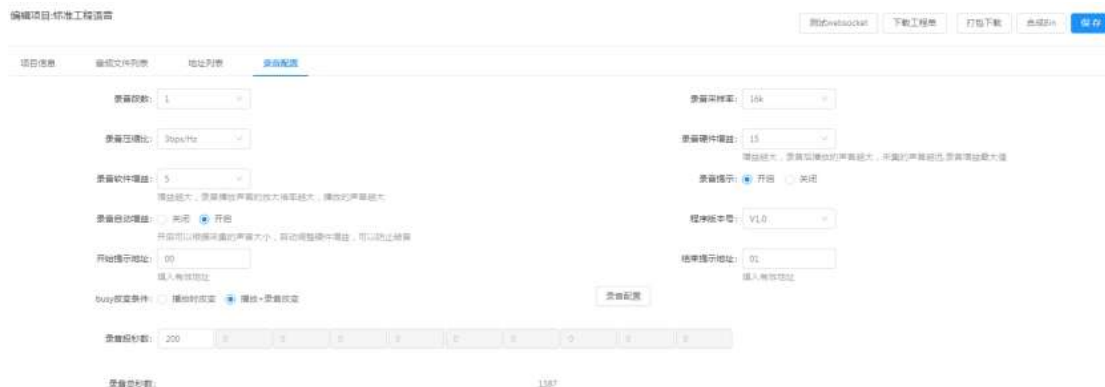 编辑项目:标准工程语音
测试websocket 下载工程单 打包下载 合成Bin 保存
项目信息 音频文件列表 地址列表 录音配置
录音段数: 1 录音采样率: 16k
录音压缩比: 3bps/Hz 录音硬件增益: 15
增益越大，录音后播放的声音越大，采集的声音越远,录音增益最大值
录音软件增益: 5 录音提示: 开启 关闭
增益越大，录音播放声音的放大倍率越大，播放的声音越大
录音自动增益: 关闭 开启 程序版本号: V1.0
开启可以根据采集的声音大小，自动调整硬件增益，可以防止破音
开始提示地址: 00 结束提示地址: 01
填入有效地址 填入有效地址
busy改变条件: 播放时改变 播放+录音改变 录音配置
录音段秒数: 200 0 0 0 0 0 0 0 0 0
录音总秒数: 1387